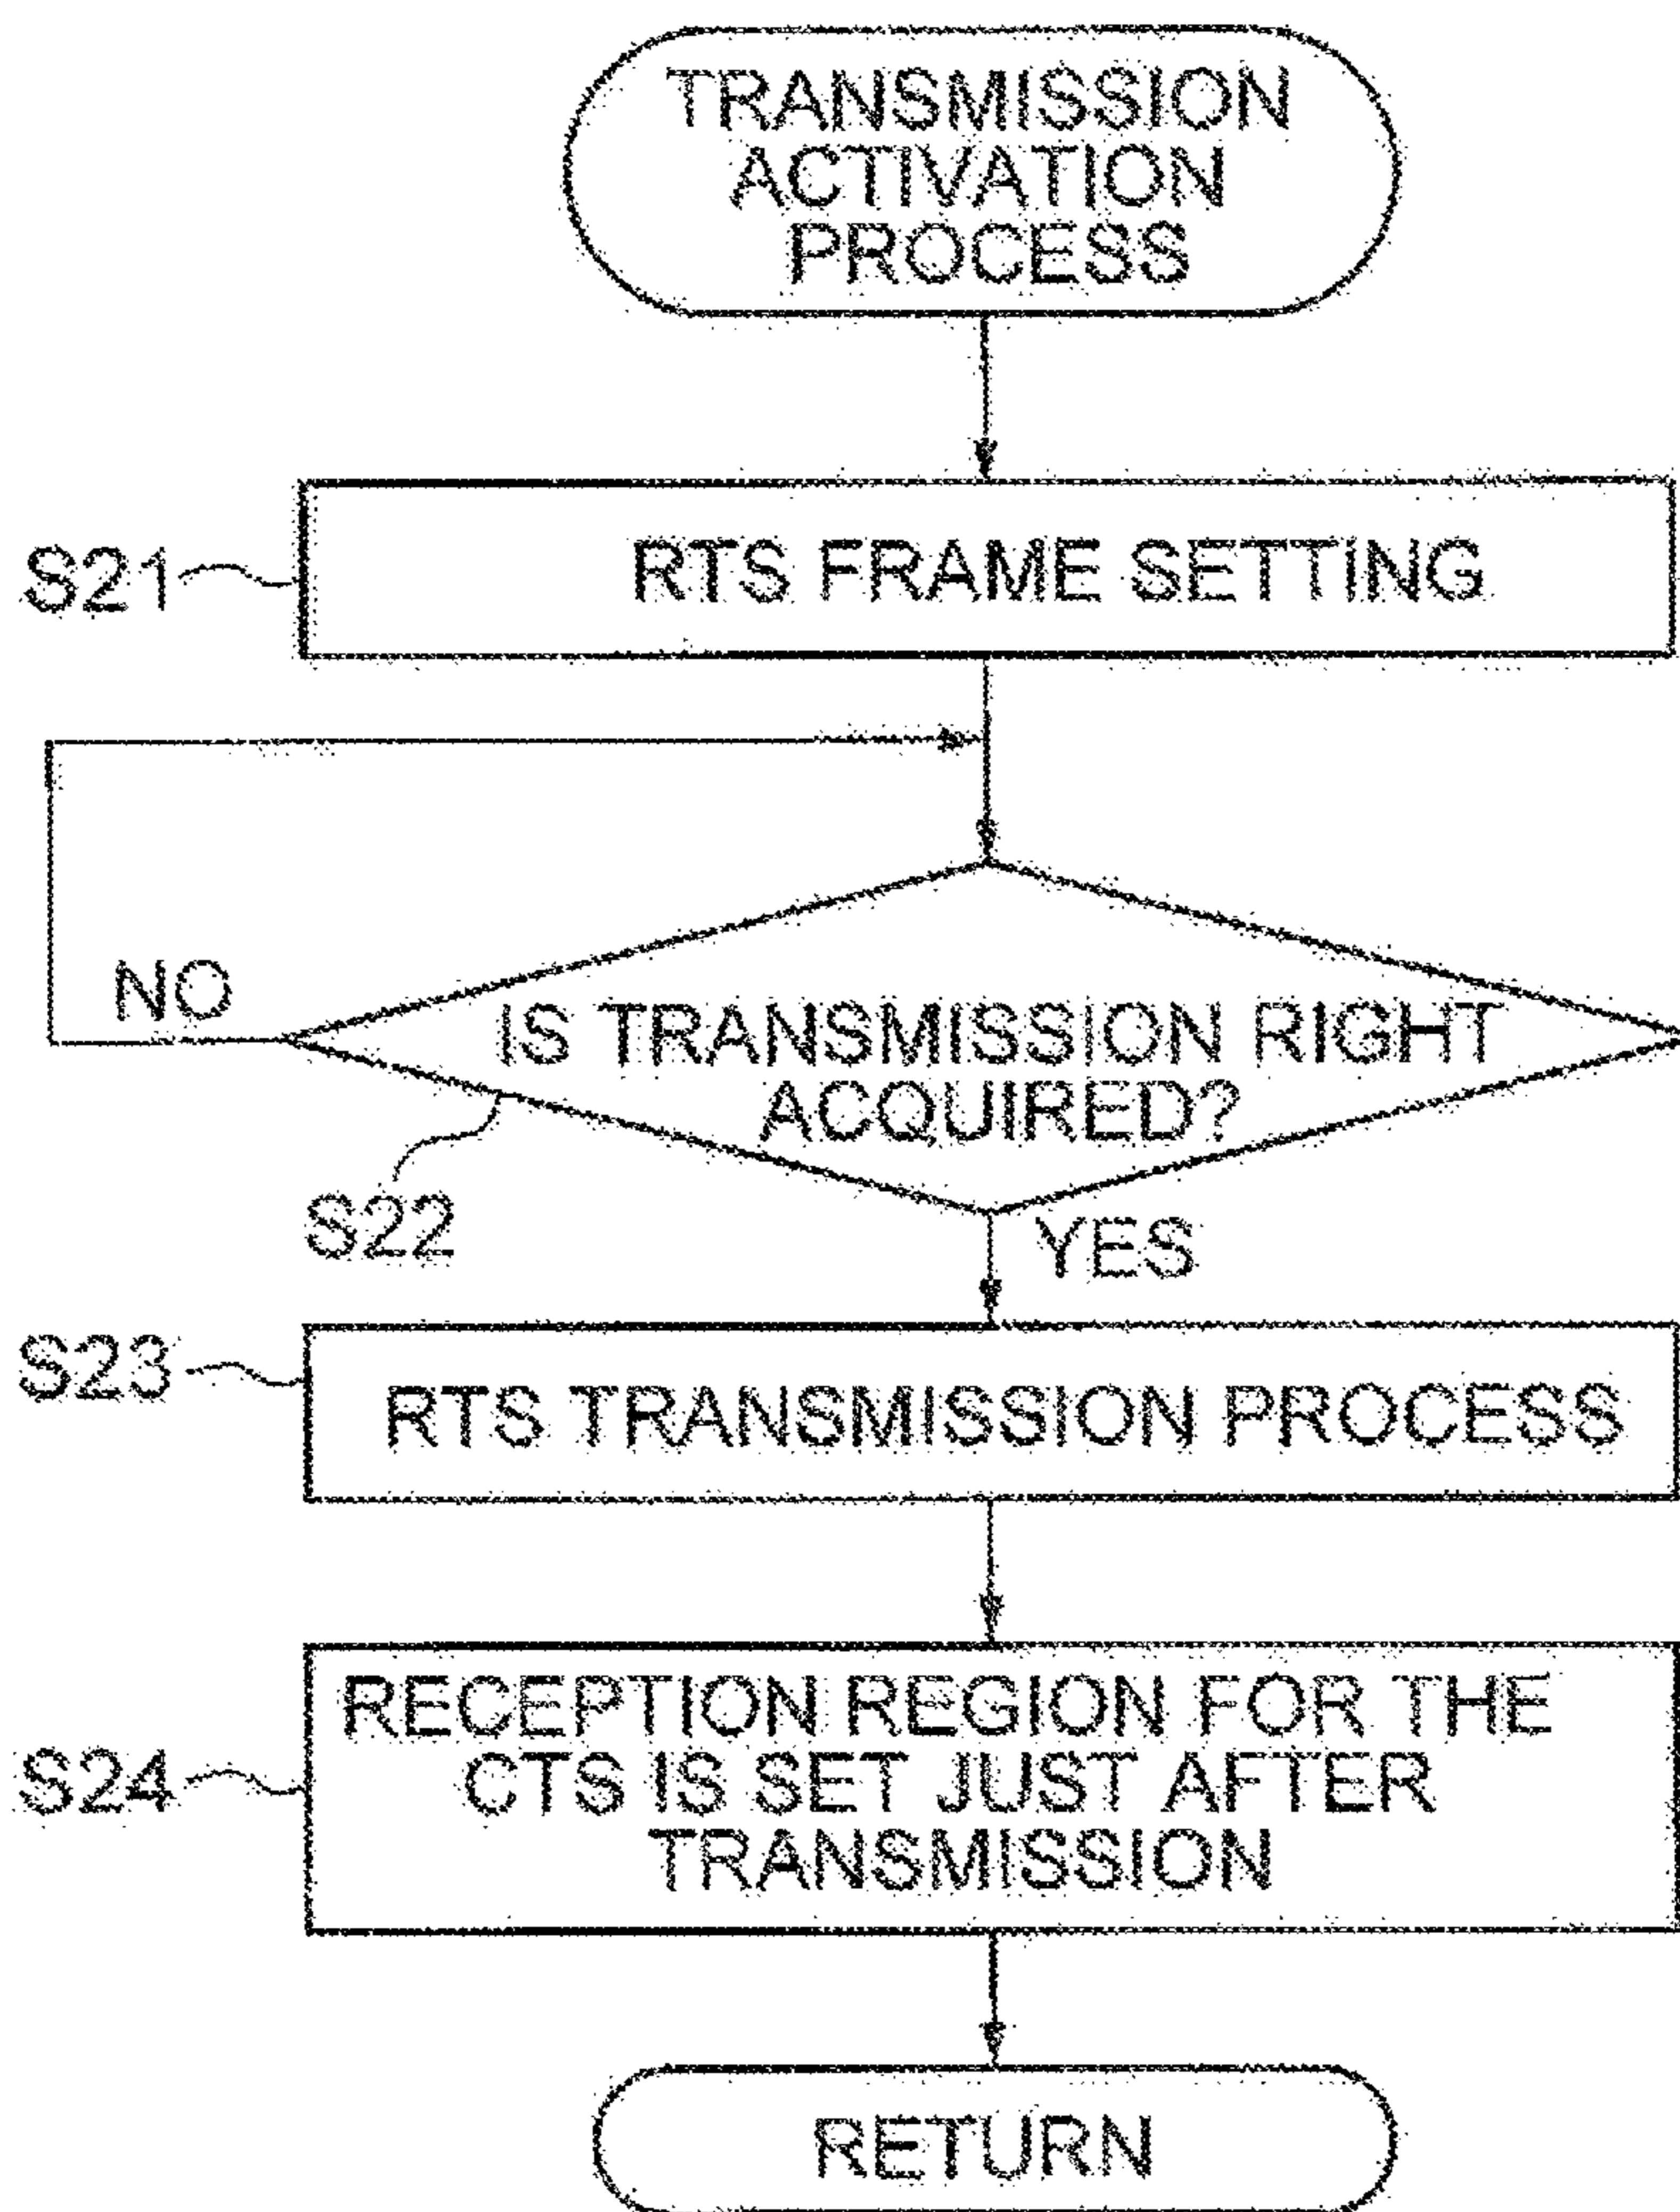 TRANSMISSION
ACTIVATION
PROCESS
S21
RTS FRAME SETTING
NO
IS TRANSMISSION RIGHT
ACQUIRED?
S22
YES
S23
RTS TRANSMISSION PROCESS
RECEPTION REGION FOR THE
S24
CTS IS SET JUST AFTER
TRANSMISSION
RETURN